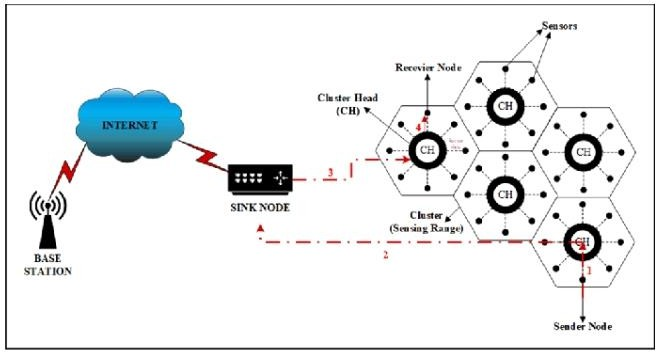 Sensors
Recevier Node
Cluster Head
(CH)
INTERNET
CH
4
CH
CH
3
SINK NODE
CH
Cluster
(Sensing Range)
BASE
STATION
CH
2
1
Sender Node